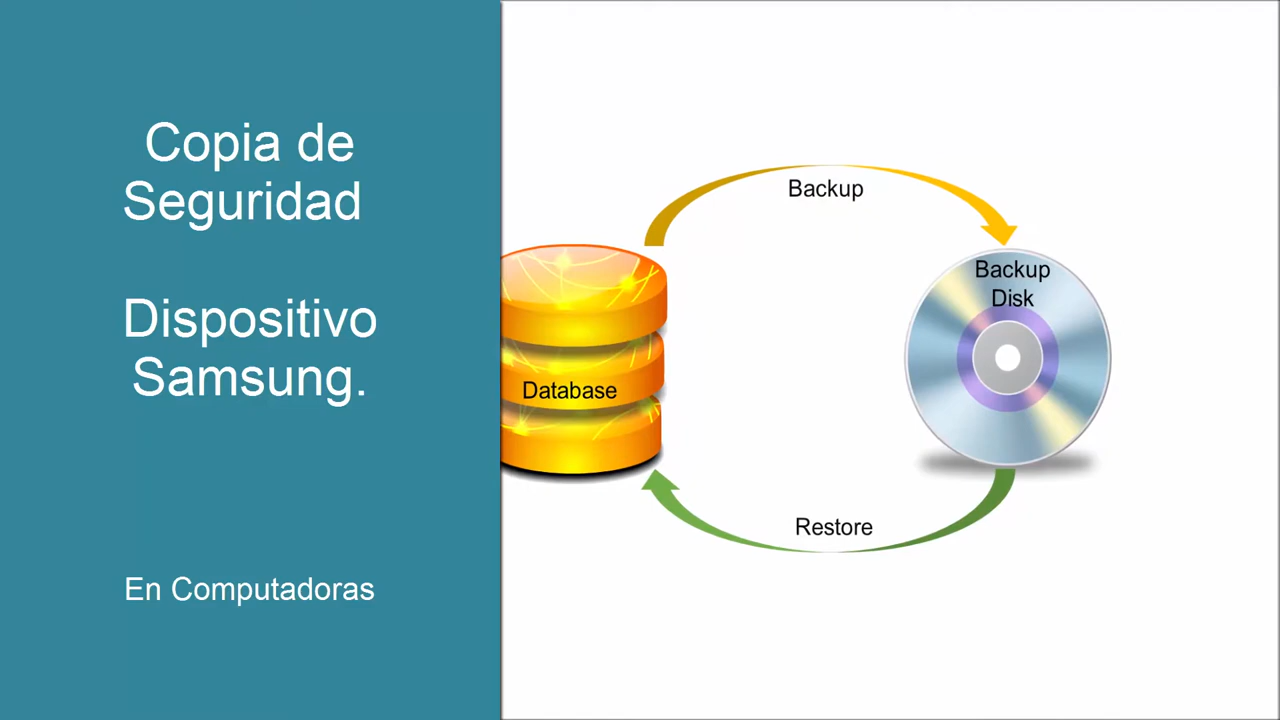 Copia de
Seguridad
Dispositivo
Samsung.
En Computadoras
Backup
Backup
Disk
Database
Restore